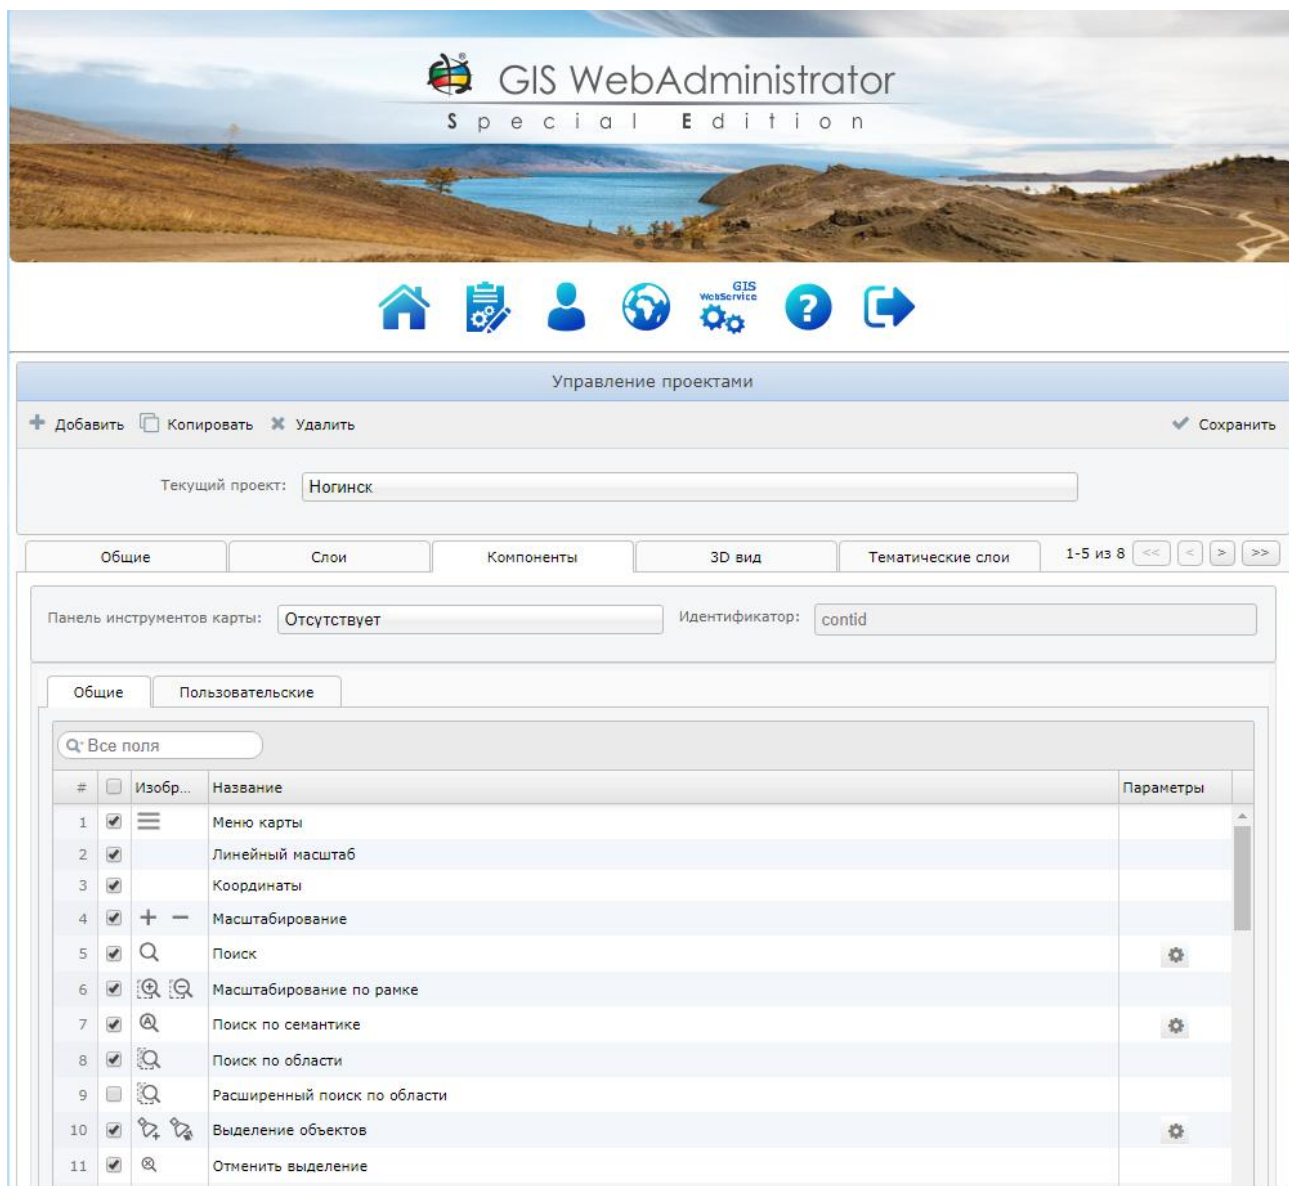 GIS WebAdministrator
Special Edition
GIS
WebService
?
Управление проектами
Добавить Копировать Удалить Сохранить
Текущий проект: Ногинск
Общие Слои Компоненты 3D вид Тематические слои 1-5 из 8 << < > >>
Панель инструментов карты: Отсутствует Идентификатор: contid
Общие Пользовательские
Все поля
# Изобр... Название Параметры
1 Меню карты
2 Линейный масштаб
3 Координаты
4 Масштабирование
5 Поиск
6 Масштабирование по рамке
7 Поиск по семантике
8 Поиск по области
9 Расширенный поиск по области
10 Выделение объектов
11 Отменить выделение